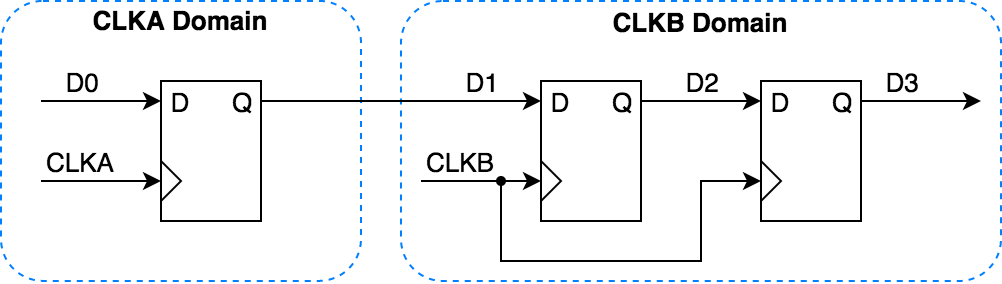 CLKA Domain
CLKB Domain
D0
D Q
D1
D Q
D2
D Q
D3
CLKA
CLKB